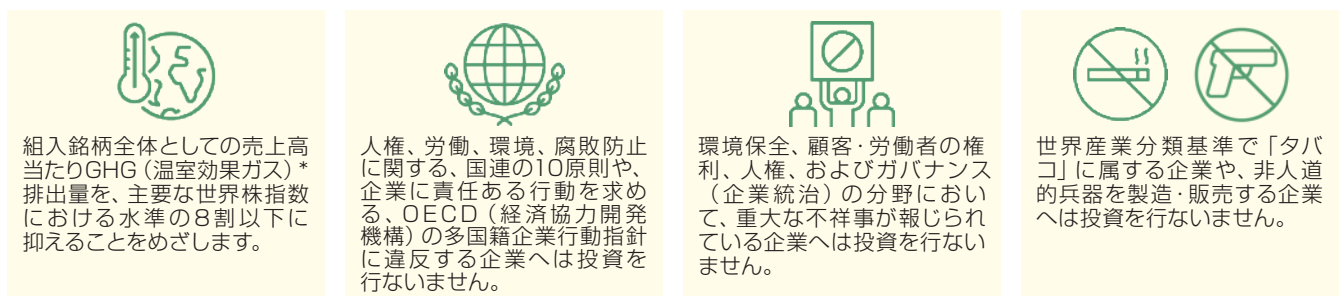 組入銘柄全体としての売上高
当たりGHG（温室効果ガス）*
排出量を、主要な世界株指数
における水準の8割以下に
抑えることをめざします。
人権、労働、環境、腐敗防止
に関する、国連の10原則や、
企業に責任ある行動を求め
る、OECD（経済協力開発
機構）の多国籍企業行動指針
に違反する企業へは投資を
行ないません。
環境保全、顧客・労働者の権
利、人権、およびガバナンス
（企業統治）の分野におい
て、重大な不祥事が報じられ
ている企業へは投資を行ない
ません。
世界産業分類基準で「タバ
コ」に属する企業や、非人道
的兵器を製造・販売する企業
へは投資を行ないません。